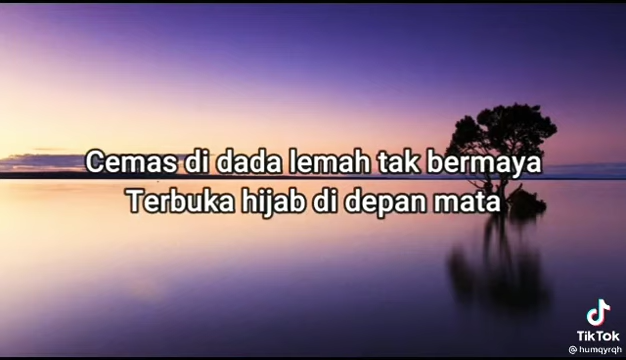 Cemas di dada lemah tak bermaya
Terbuka hijab di depan mata
TikTok
@humqyrqh